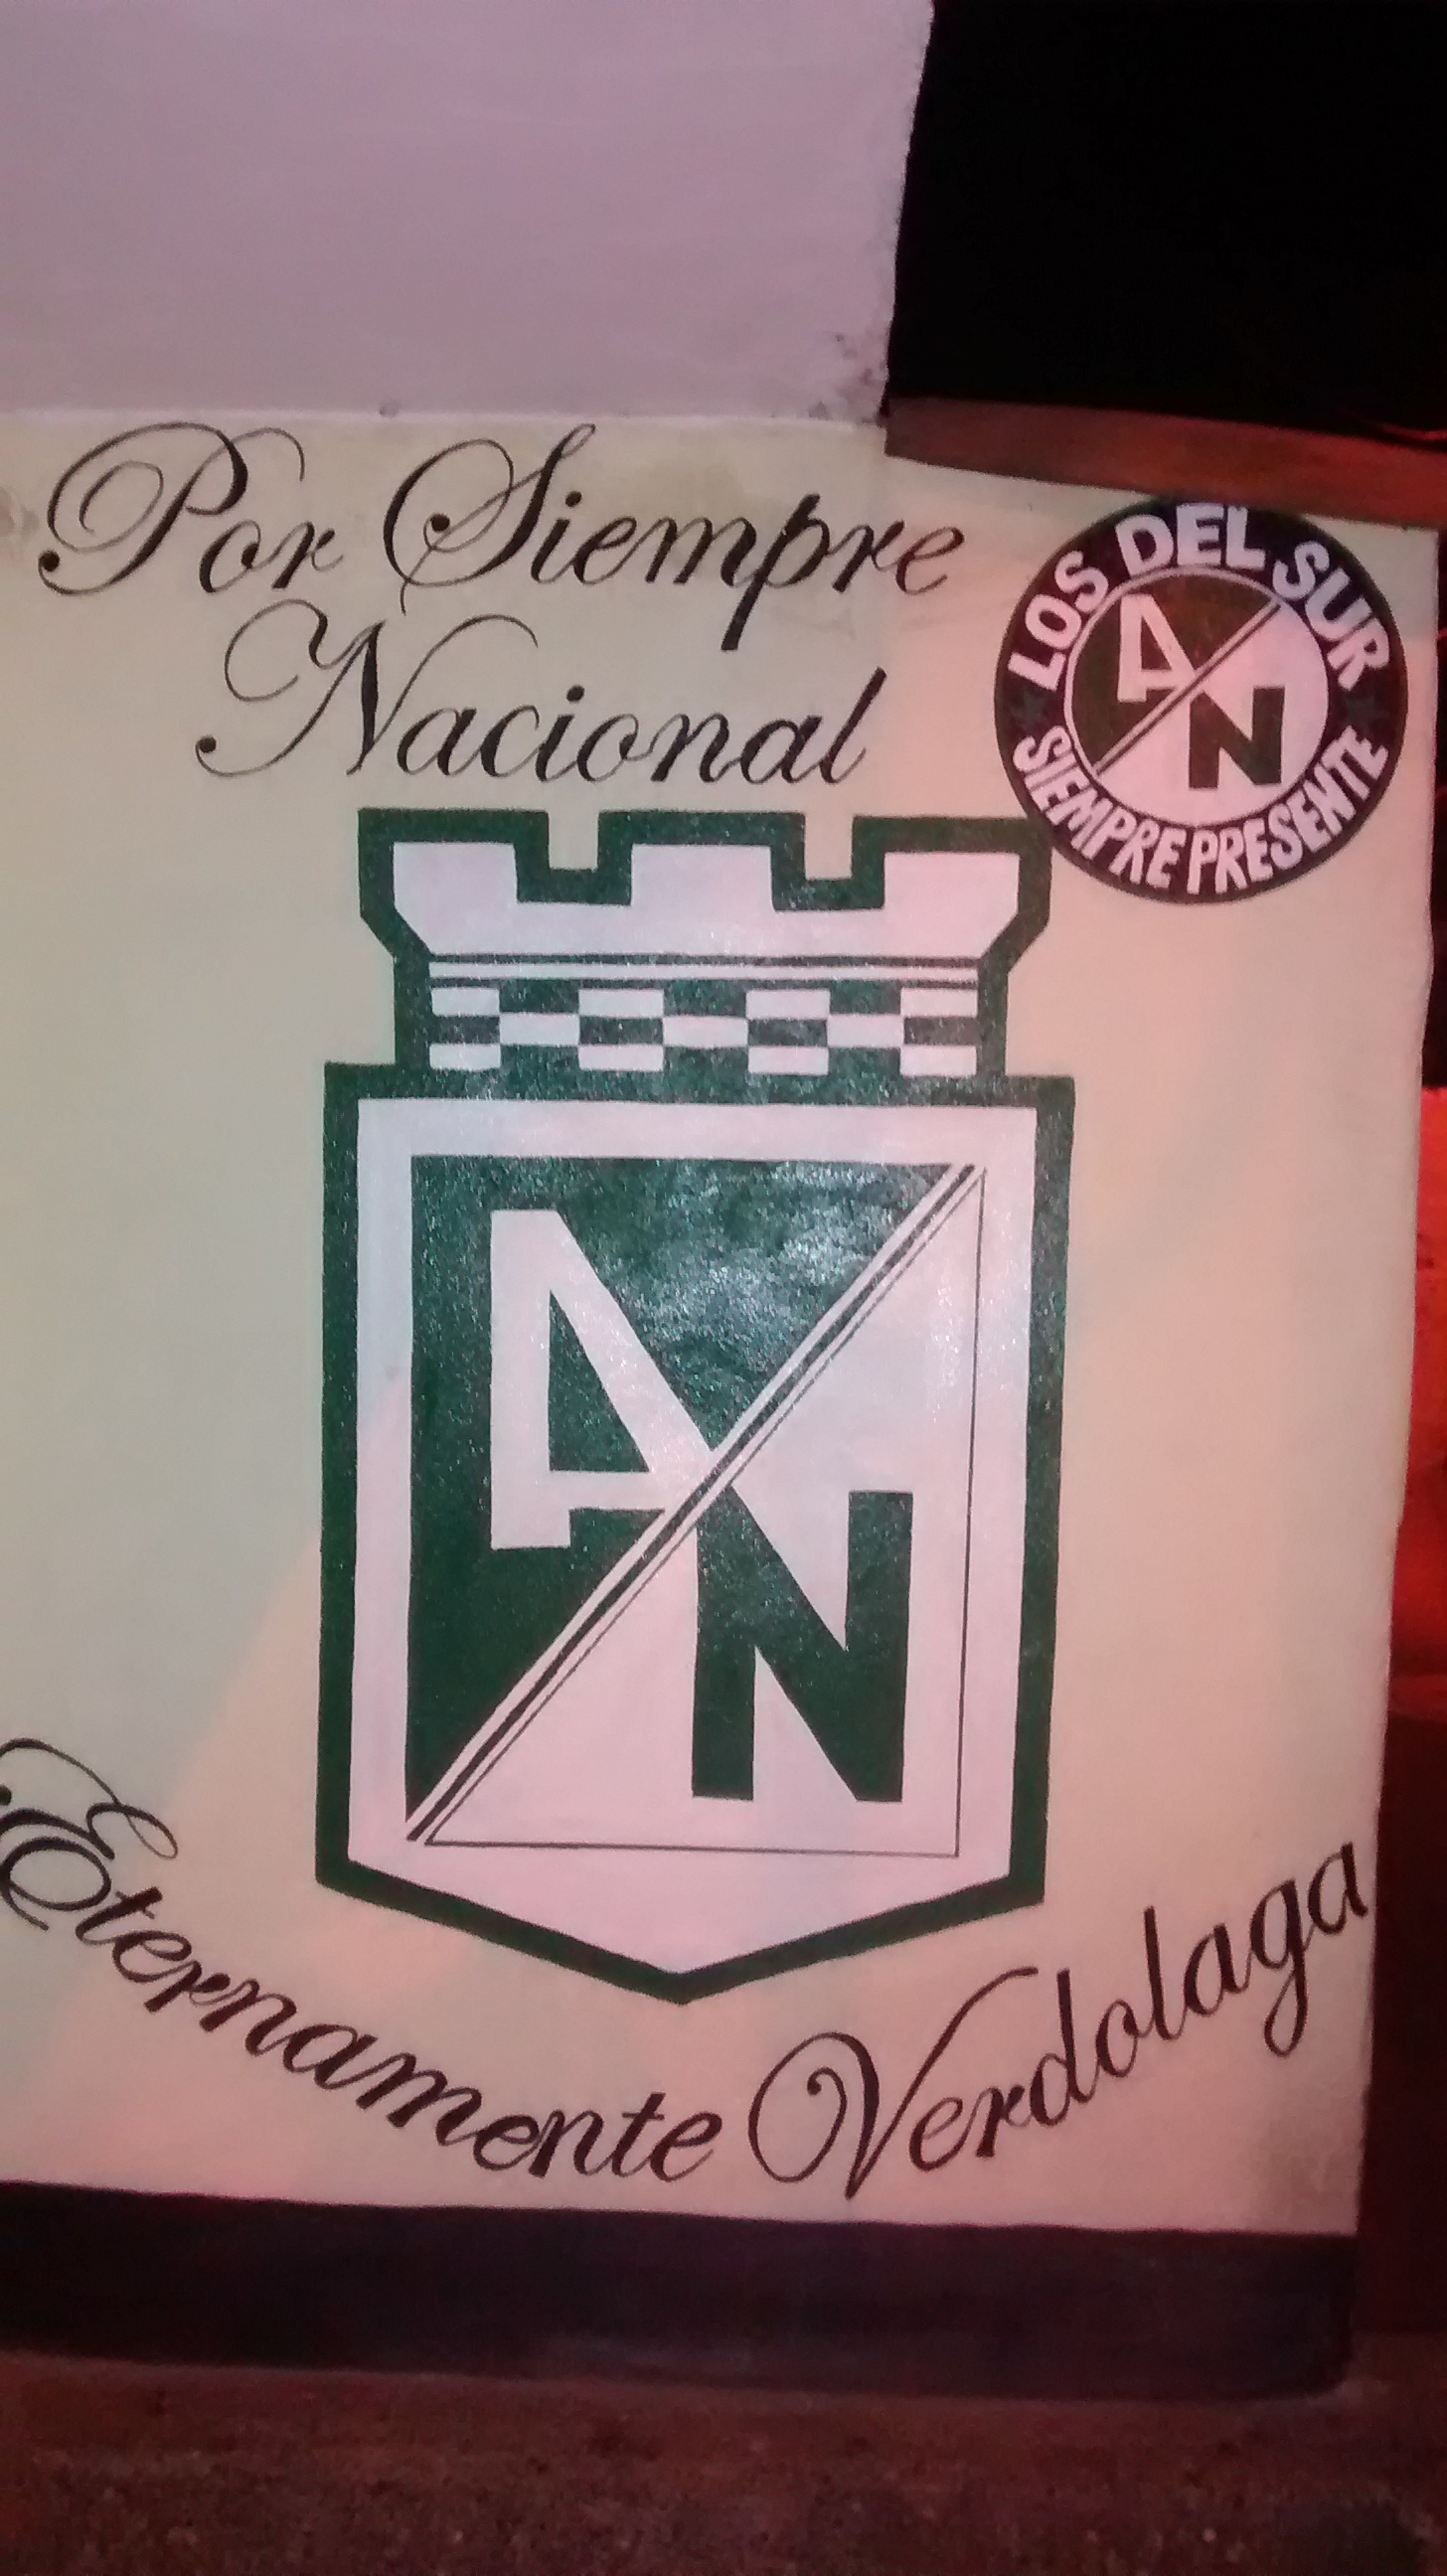 Por Siempre
Nacional
LOS DEL SUR
AN
SIEMPRE PRESENTE
AN
Eternamente Verdolaga